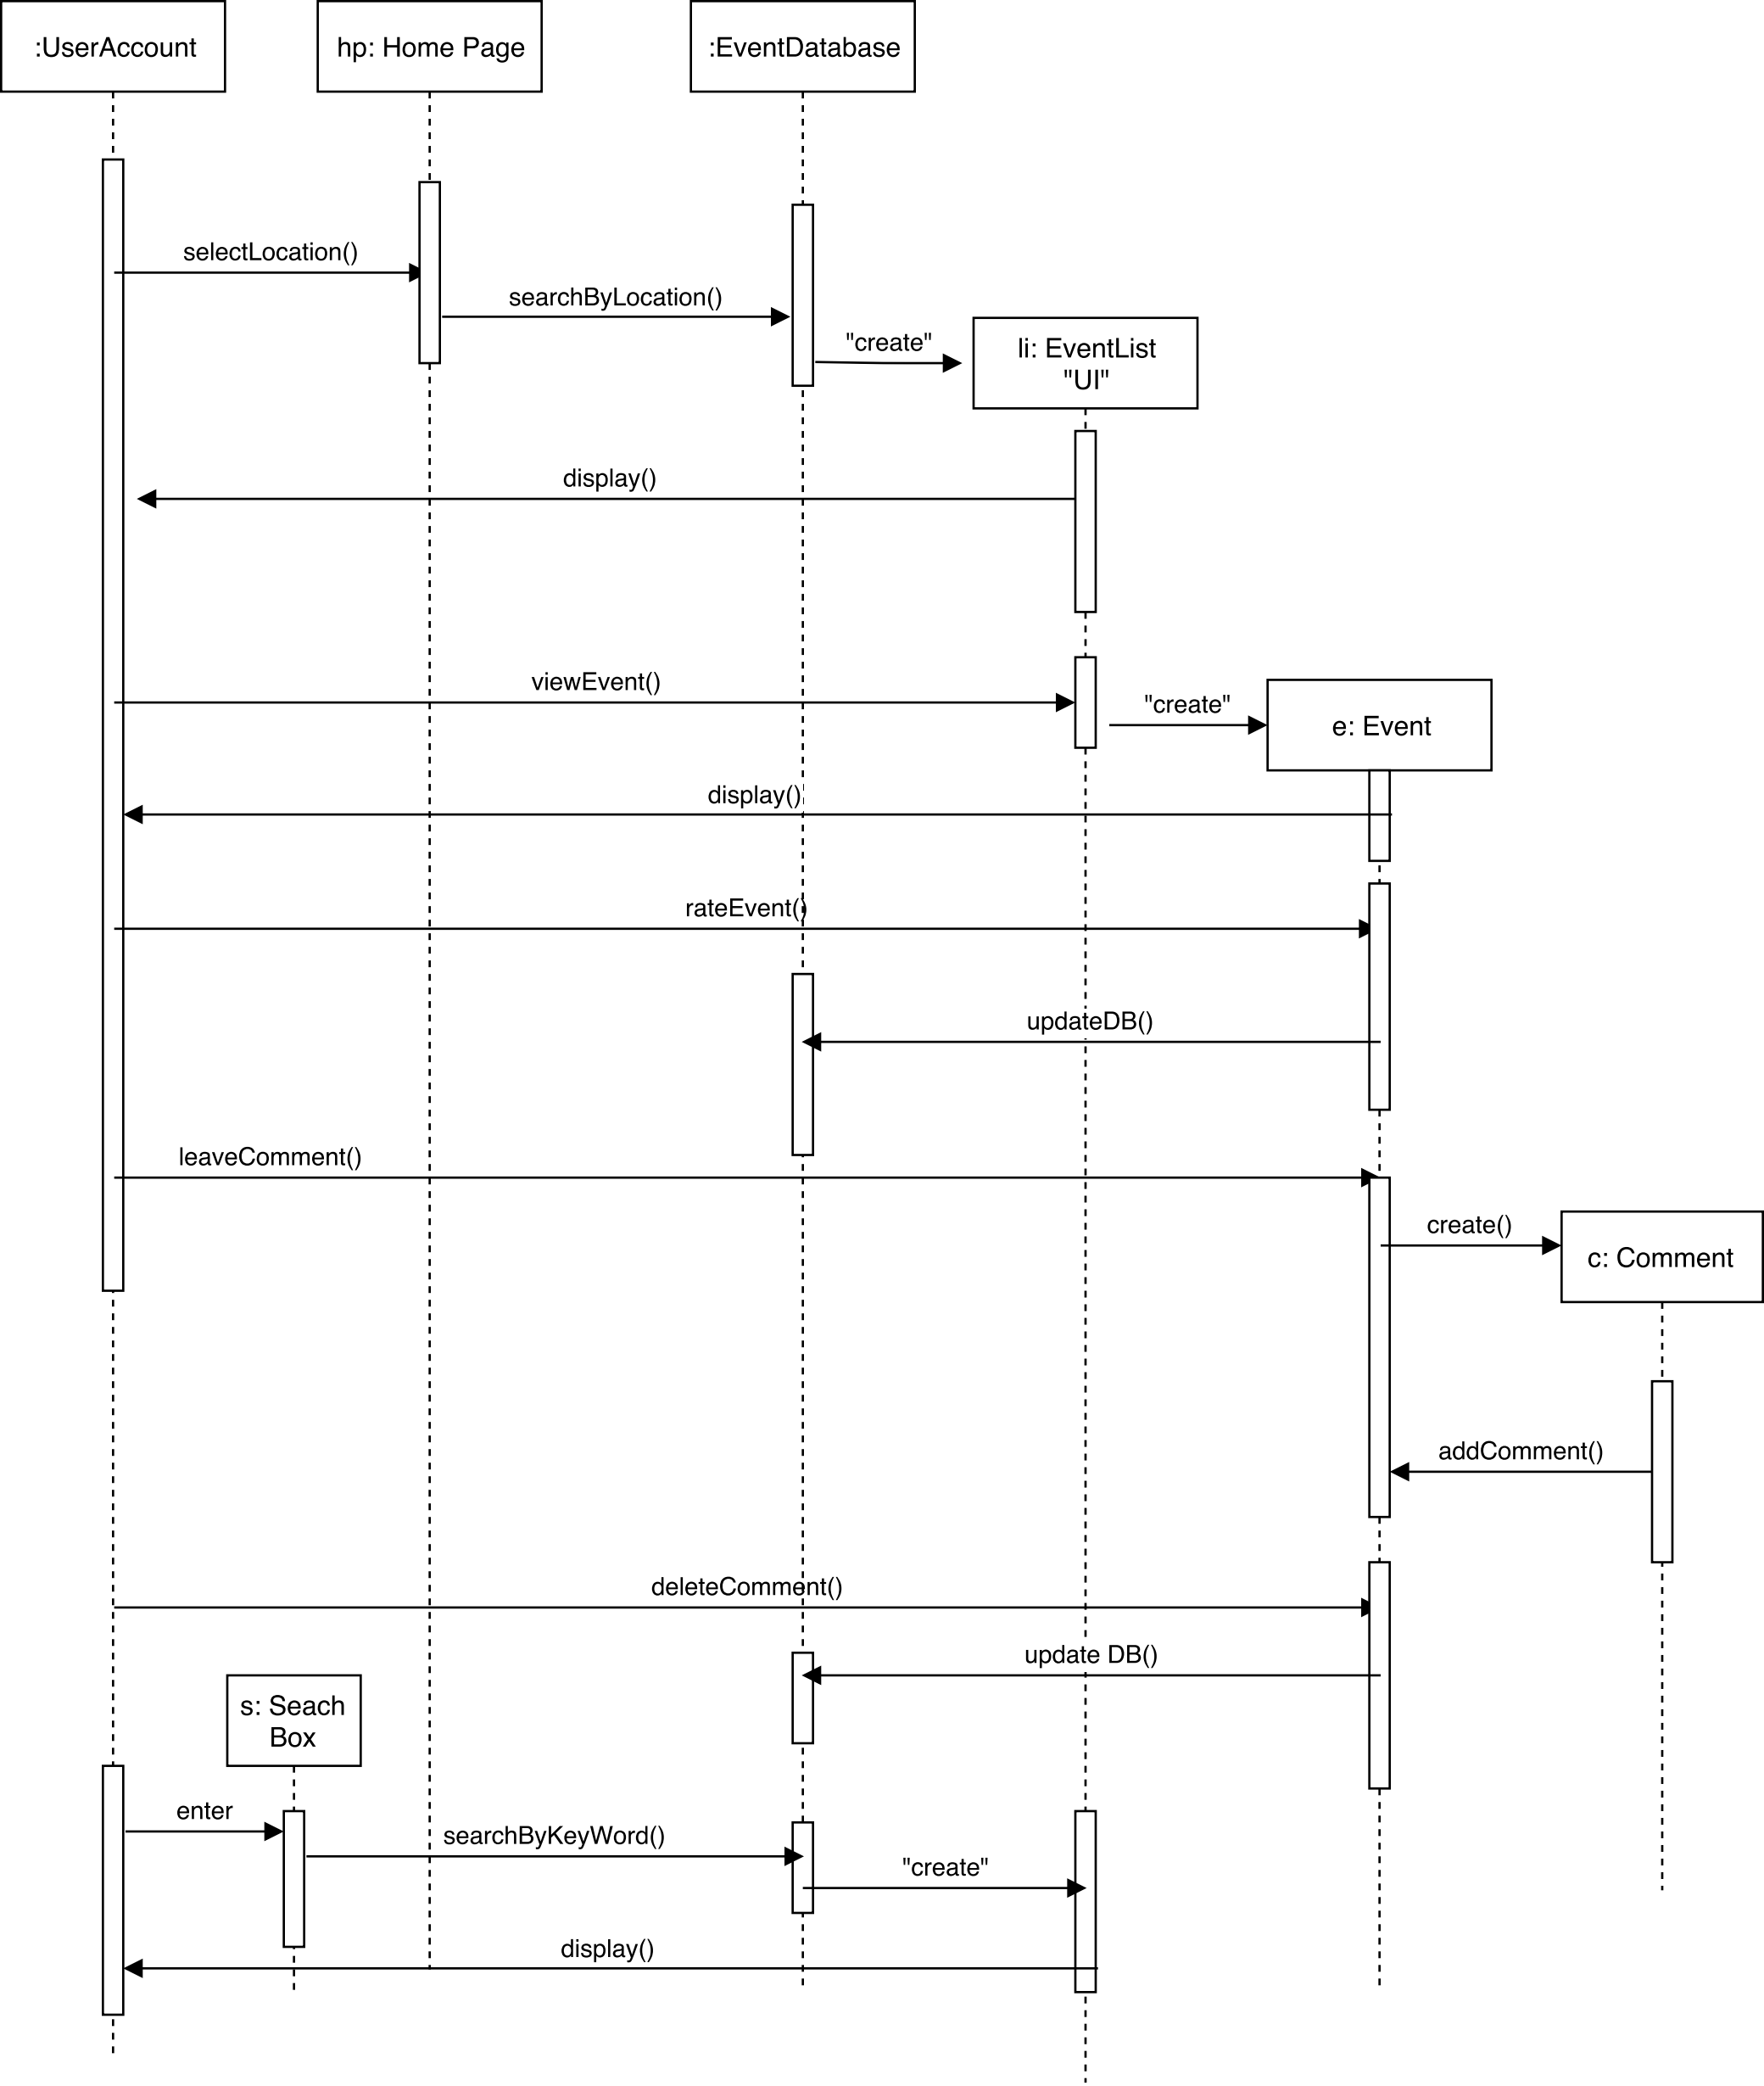 :UserAccount
hp: Home Page
:EventDatabase
selectLocation()
searchByLocation()
"create"
li: EventList
"UI"
display()
viewEvent()
"create"
e: Event
display()
rateEvent()
updateDB()
leaveComment()
create()
c: Comment
addComment()
deleteComment()
update DB()
s: Seach
Box
enter
searchByKeyWord()
"create"
display()